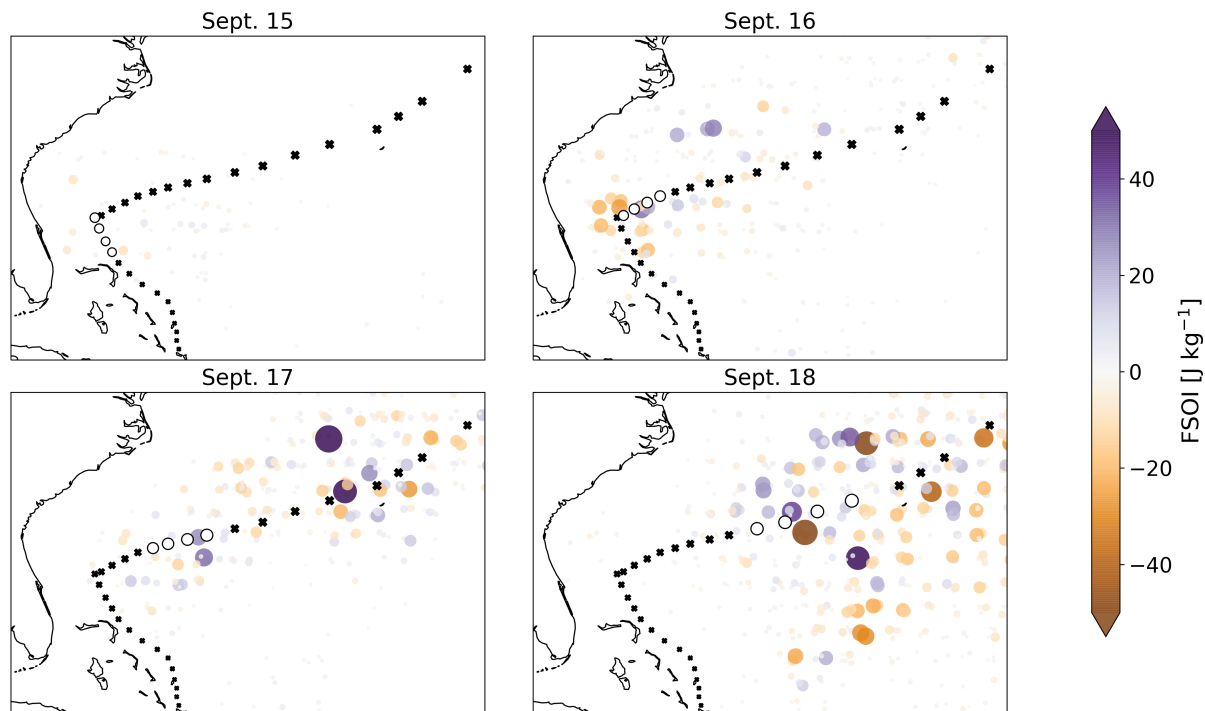 Sept. 15
Sept. 16
Sept. 17
Sept. 18
40
20
0
−20
−40
FSOI [J kg⁻¹]